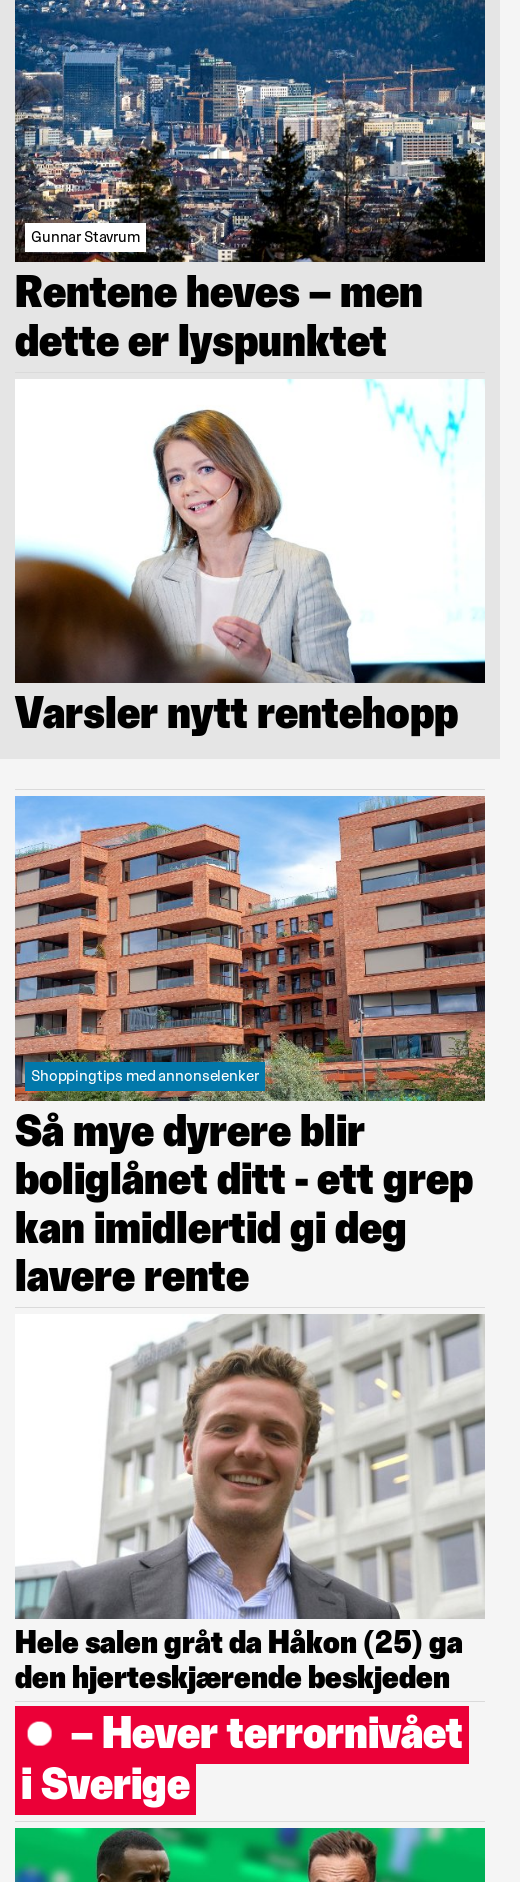 Gunnar Stavrum
Rentene heves – men
dette er lyspunktet
Varsler nytt rentehopp
Shoppingtips med annonselenker
Så mye dyrere blir
boliglånet ditt - ett grep
kan imidlertid gi deg
lavere rente
Hele salen gråt da Håkon (25) ga
den hjerteskjærende beskjeden
– Hever terrornivået
i Sverige